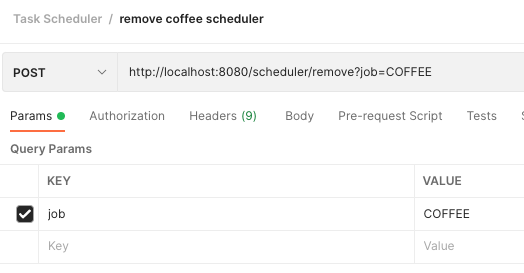 Task Scheduler / remove coffee scheduler
POST http://localhost:8080/scheduler/remove?job=COFFEE
Params Authorization Headers (9) Body Pre-request Script Tests
Query Params
KEY VALUE
job COFFEE
Key Value